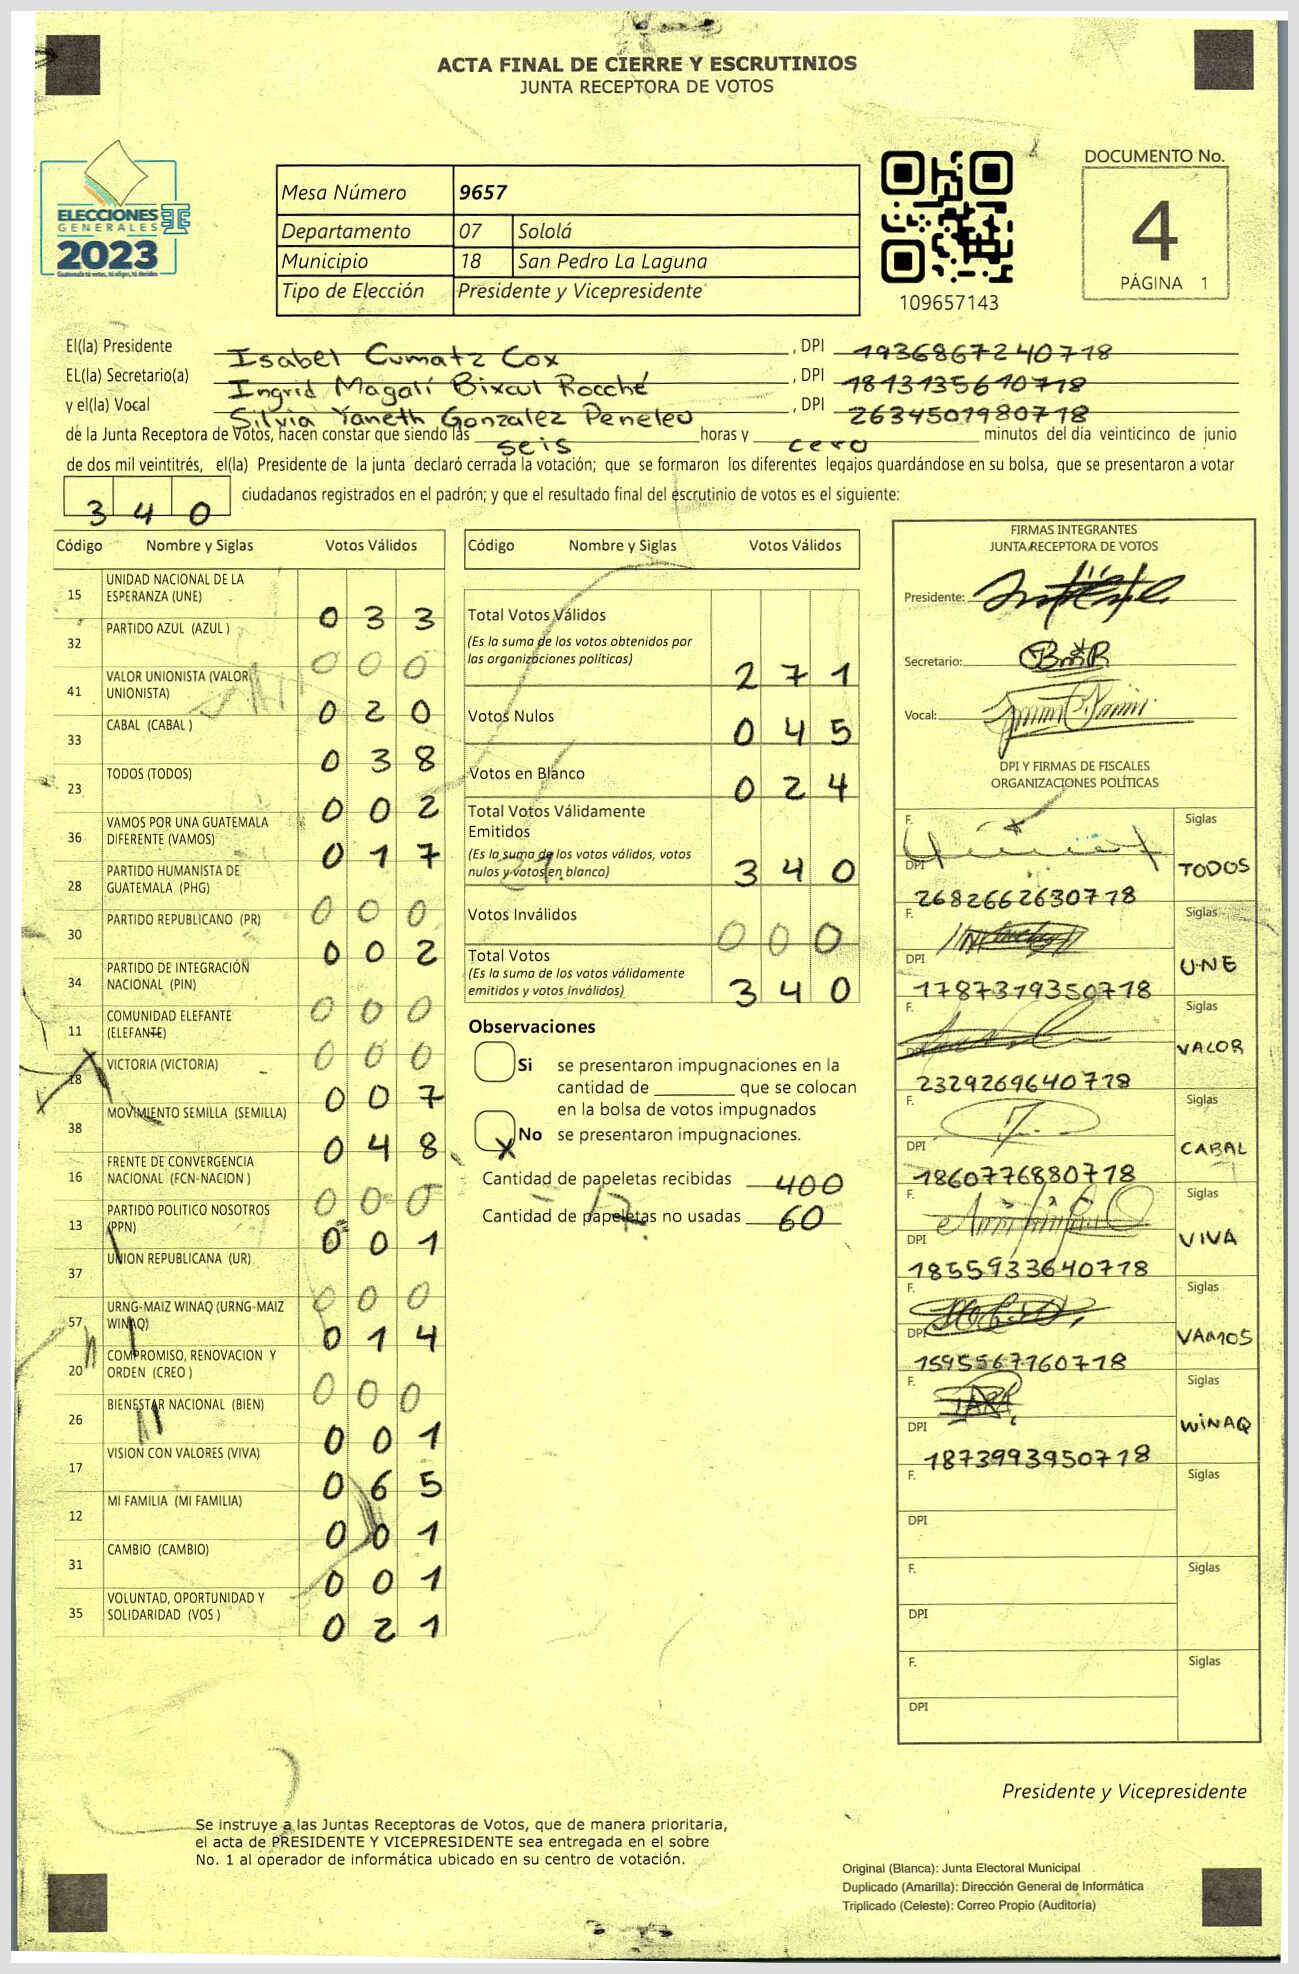 ACTA FINAL DE CIERRE Y ESCRUTINIOS
JUNTA RECEPTORA DE VOTOS
ELECCIONES
GENERALES
2023
Guatemala tú votas, tú eliges, tú decides
Mesa Número 9657
Departamento 07 Sololá
Municipio 18 San Pedro La Laguna
Tipo de Elección Presidente y Vicepresidente
109657143
DOCUMENTO No.
4
PÁGINA 1
El(la) Presidente Isabel Cumatz Cox , DPI 1936867240718
EL(la) Secretario(a) Ingrid Magalí Bixcul Rocché , DPI 1813135610718
y el(la) Vocal Silvia Yaneth Gonzalez Peneleu , DPI 2634501980718
de la Junta Receptora de Votos, hacen constar que siendo las seis horas y cero minutos del día veinticinco de junio
de dos mil veintitrés, el(la) Presidente de la junta declaró cerrada la votación; que se formaron los diferentes legajos guardándose en su bolsa, que se presentaron a votar
340 ciudadanos registrados en el padrón; y que el resultado final del escrutinio de votos es el siguiente:
Código Nombre y Siglas Votos Válidos
15 UNIDAD NACIONAL DE LA
ESPERANZA (UNE) 033
32 PARTIDO AZUL (AZUL ) 000
41 VALOR UNIONISTA (VALOR
UNIONISTA) 020
33 CABAL (CABAL ) 038
23 TODOS (TODOS) 002
36 VAMOS POR UNA GUATEMALA
DIFERENTE (VAMOS) 017
28 PARTIDO HUMANISTA DE
GUATEMALA (PHG) 000
30 PARTIDO REPUBLICANO (PR) 002
34 PARTIDO DE INTEGRACIÓN
NACIONAL (PIN) 000
11 COMUNIDAD ELEFANTE
(ELEFANTE) 000
18 VICTORIA (VICTORIA) 007
38 MOVIMIENTO SEMILLA (SEMILLA) 048
16 FRENTE DE CONVERGENCIA
NACIONAL (FCN-NACION ) 000
13 PARTIDO POLITICO NOSOTROS
(PPN) 001
37 UNION REPUBLICANA (UR) 000
57 URNG-MAIZ WINAQ (URNG-MAIZ
WINAQ) 014
20 COMPROMISO, RENOVACION Y
ORDEN (CREO ) 000
26 BIENESTAR NACIONAL (BIEN) 001
17 VISION CON VALORES (VIVA) 065
12 MI FAMILIA (MI FAMILIA) 001
31 CAMBIO (CAMBIO) 001
35 VOLUNTAD, OPORTUNIDAD Y
SOLIDARIDAD (VOS ) 021
Código Nombre y Siglas Votos Válidos
Total Votos Válidos
(Es la suma de los votos obtenidos por
las organizaciones políticas) 271
Votos Nulos 045
Votos en Blanco 024
Total Votos Válidamente
Emitidos
(Es la suma de los votos válidos, votos
nulos y votos en blanco) 340
Votos Inválidos 000
Total Votos
(Es la suma de los votos válidamente
emitidos y votos inválidos) 340
Observaciones
Si se presentaron impugnaciones en la
cantidad de ________ que se colocan
en la bolsa de votos impugnados
X No se presentaron impugnaciones.
Cantidad de papeletas recibidas 400
Cantidad de papeletas no usadas 60
FIRMAS INTEGRANTES
JUNTA RECEPTORA DE VOTOS
Presidente:
Secretario:
Vocal:
DPI Y FIRMAS DE FISCALES
ORGANIZACIONES POLÍTICAS
F. Siglas
DPI 2682662630718 TODOS
F. Siglas
DPI 1787319350718 UNE
F. Siglas
DPI 2329269640718 VALOR
F. Siglas
DPI 1860776880718 CABAL
F. Siglas
DPI 1855933640718 VIVA
F. Siglas
DPI 1595567160718 VAMOS
F. Siglas
DPI 1873993950718 WINAQ
F. Siglas
DPI
F. Siglas
DPI
F. Siglas
DPI
Presidente y Vicepresidente
Se instruye a las Juntas Receptoras de Votos, que de manera prioritaria,
el acta de PRESIDENTE Y VICEPRESIDENTE sea entregada en el sobre
No. 1 al operador de informática ubicado en su centro de votación.
Original (Blanca): Junta Electoral Municipal
Duplicado (Amarilla): Dirección General de Informática
Triplicado (Celeste): Correo Propio (Auditoría)